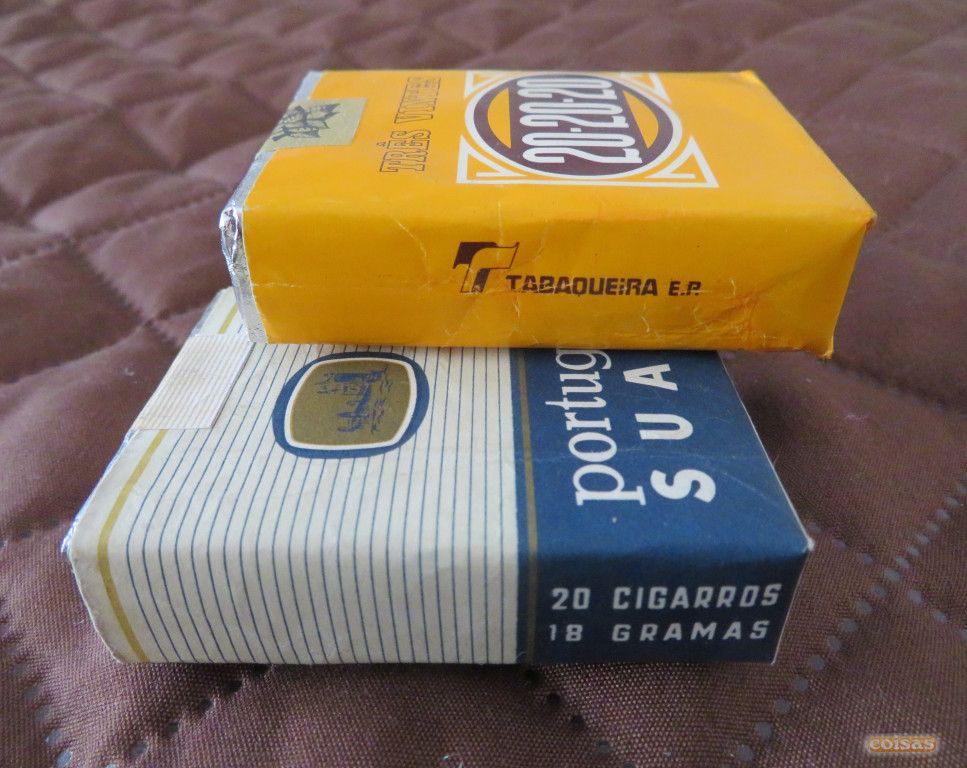 TRÊS VINTES
20·20·20
TABAQUEIRA E.P.
portug
SUA
20 CIGARROS
18 GRAMAS
coisas